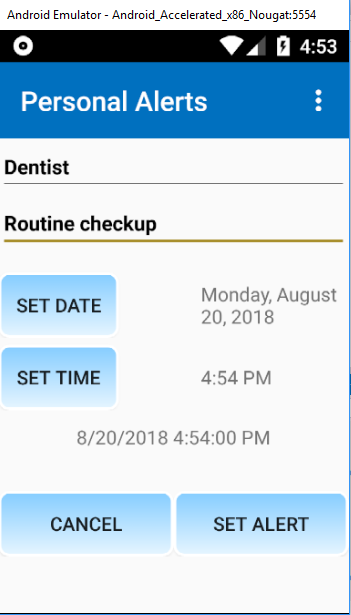 Android Emulator - Android_Accelerated_x86_Nougat:5554
4:53
Personal Alerts
Dentist
Routine checkup
SET DATE
Monday, August
20, 2018
SET TIME
4:54 PM
8/20/2018 4:54:00 PM
CANCEL
SET ALERT